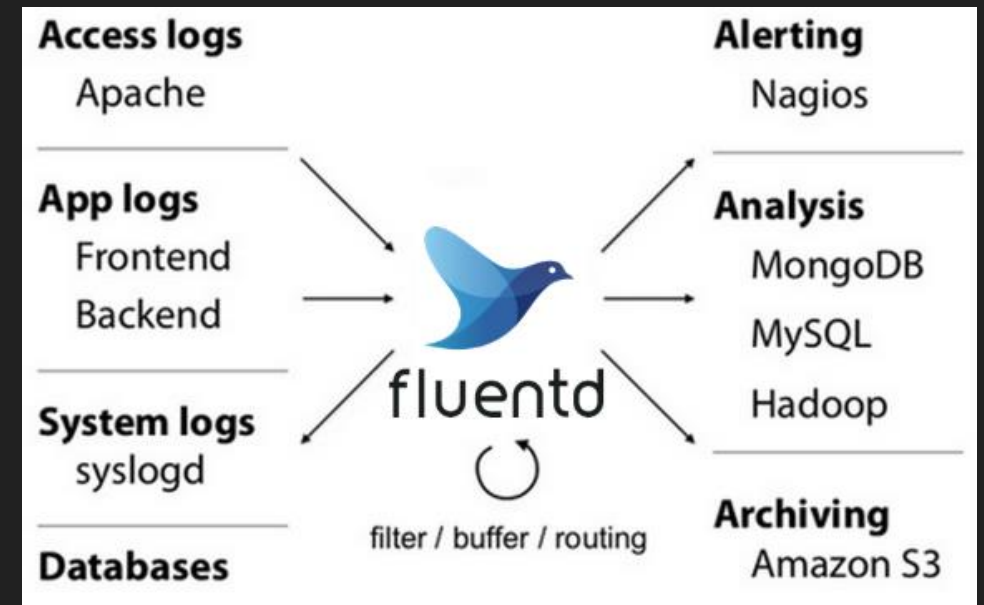 Access logs
Apache
App logs
Frontend
Backend
System logs
syslogd
Databases
fluentd
filter / buffer / routing
Alerting
Nagios
Analysis
MongoDB
MySQL
Hadoop
Archiving
Amazon S3